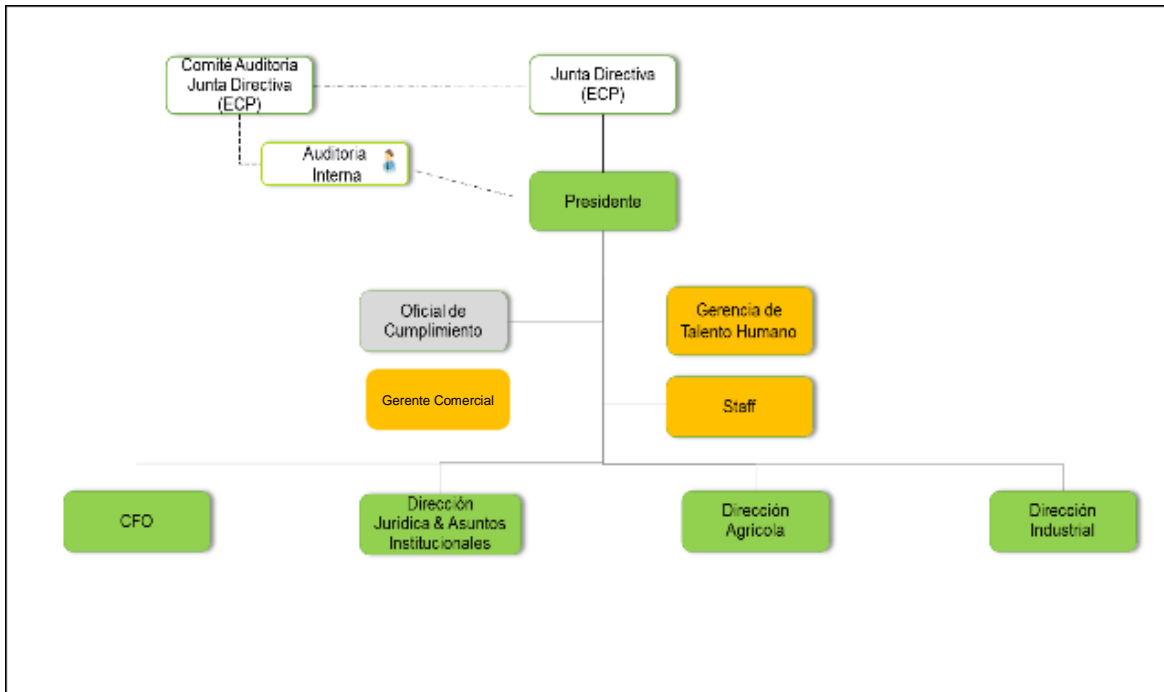 Comité Auditoria
Junta Directiva
(ECP)
Junta Directiva
(ECP)
Auditoria
Interna
Presidente
Oficial de
Cumplimiento
Gerencia de
Talento Humano
Gerente Comercial
Staff
CFO
Dirección
Juridica & Asuntos
Institucionales
Dirección
Agricola
Dirección
Industrial